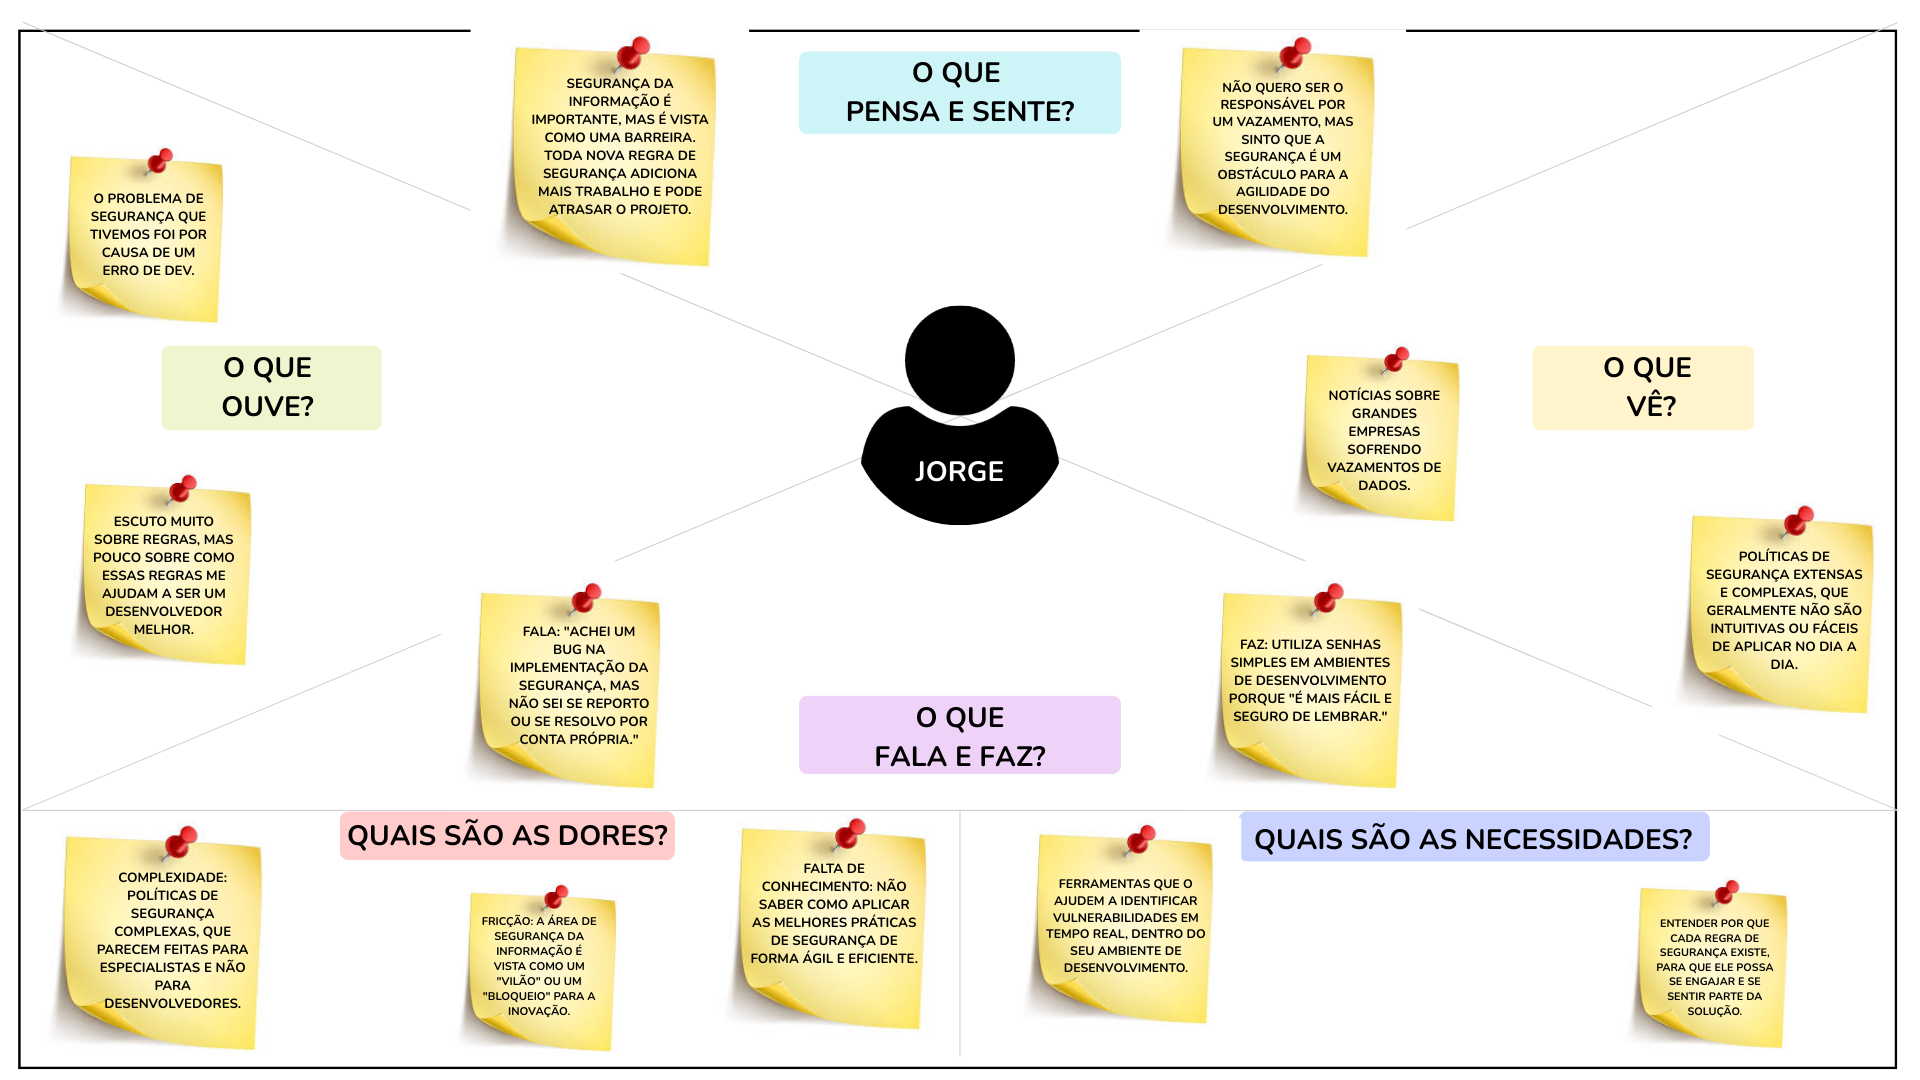 O QUE
PENSA E SENTE?
SEGURANÇA DA
INFORMAÇÃO É
IMPORTANTE, MAS É VISTA
COMO UMA BARREIRA.
TODA NOVA REGRA DE
SEGURANÇA ADICIONA
MAIS TRABALHO E PODE
ATRASAR O PROJETO.
NÃO QUERO SER O
RESPONSÁVEL POR
UM VAZAMENTO, MAS
SINTO QUE A
SEGURANÇA É UM
OBSTÁCULO PARA A
AGILIDADE DO
DESENVOLVIMENTO.
O PROBLEMA DE
SEGURANÇA QUE
TIVEMOS FOI POR
CAUSA DE UM
ERRO DE DEV.
O QUE
OUVE?
ESCUTO MUITO
SOBRE REGRAS, MAS
POUCO SOBRE COMO
ESSAS REGRAS ME
AJUDAM A SER UM
DESENVOLVEDOR
MELHOR.
JORGE
O QUE
VÊ?
NOTÍCIAS SOBRE
GRANDES
EMPRESAS
SOFRENDO
VAZAMENTOS DE
DADOS.
POLÍTICAS DE
SEGURANÇA EXTENSAS
E COMPLEXAS, QUE
GERALMENTE NÃO SÃO
INTUITIVAS OU FÁCEIS
DE APLICAR NO DIA A
DIA.
FALA: "ACHEI UM
BUG NA
IMPLEMENTAÇÃO DA
SEGURANÇA, MAS
NÃO SEI SE REPORTO
OU SE RESOLVO POR
CONTA PRÓPRIA."
O QUE
FALA E FAZ?
FAZ: UTILIZA SENHAS
SIMPLES EM AMBIENTES
DE DESENVOLVIMENTO
PORQUE "É MAIS FÁCIL E
SEGURO DE LEMBRAR."
QUAIS SÃO AS DORES?
COMPLEXIDADE:
POLÍTICAS DE
SEGURANÇA
COMPLEXAS, QUE
PARECEM FEITAS PARA
ESPECIALISTAS E NÃO
PARA
DESENVOLVEDORES.
FRICÇÃO: A ÁREA DE
SEGURANÇA DA
INFORMAÇÃO É
VISTA COMO UM
"VILÃO" OU UM
"BLOQUEIO" PARA A
INOVAÇÃO.
FALTA DE
CONHECIMENTO: NÃO
SABER COMO APLICAR
AS MELHORES PRÁTICAS
DE SEGURANÇA DE
FORMA ÁGIL E EFICIENTE.
QUAIS SÃO AS NECESSIDADES?
FERRAMENTAS QUE O
AJUDEM A IDENTIFICAR
VULNERABILIDADES EM
TEMPO REAL, DENTRO DO
SEU AMBIENTE DE
DESENVOLVIMENTO.
ENTENDER POR QUE
CADA REGRA DE
SEGURANÇA EXISTE,
PARA QUE ELE POSSA
SE ENGAJAR E SE
SENTIR PARTE DA
SOLUÇÃO.